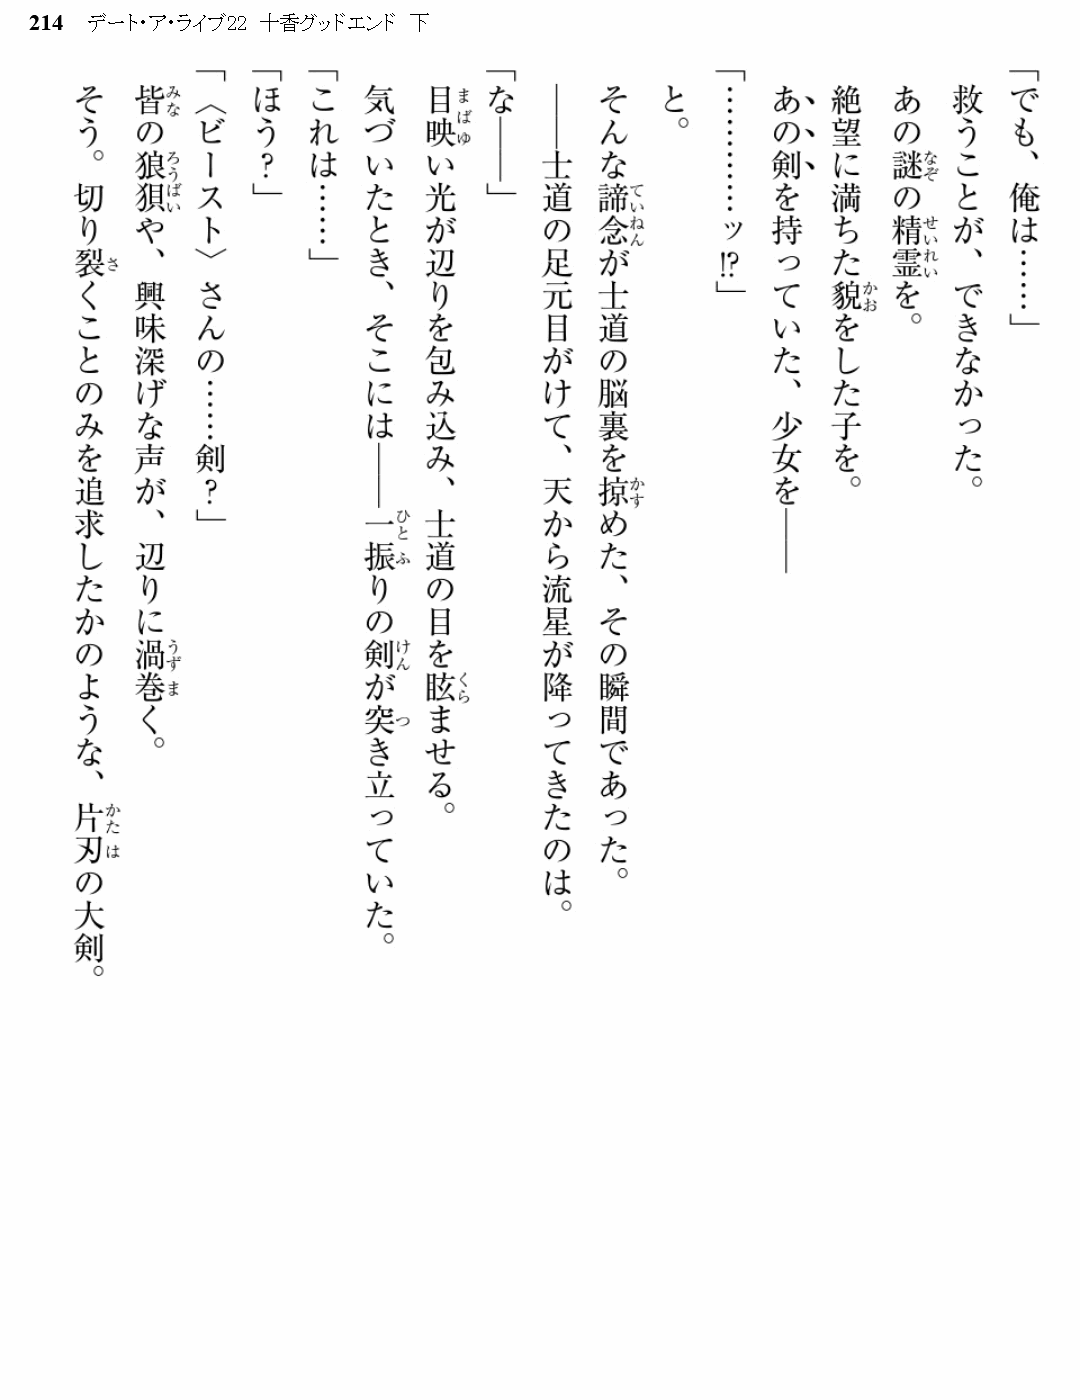 214 デート・ア・ライブ22 十香グッドエンド 下
「でも、俺は……」
救うことが、できなかった。
あの謎の精霊を。
絶望に満ちた貌をした子を。
あの剣を持っていた、少女を――
「…………ッ!?」
と。
そんな諦念が士道の脳裏を掠めた、その瞬間であった。
――士道の足元目がけて、天から流星が降ってきたのは。
「な――」
目映い光が辺りを包み込み、士道の目を眩ませる。
気づいたとき、そこには――一振りの剣が突き立っていた。
「これは……」
「ほう?」
「〈ビースト〉さんの……剣?」
皆の狼狽や、興味深げな声が、辺りに渦巻く。
そう。切り裂くことのみを追求したかのような、片刃の大剣。